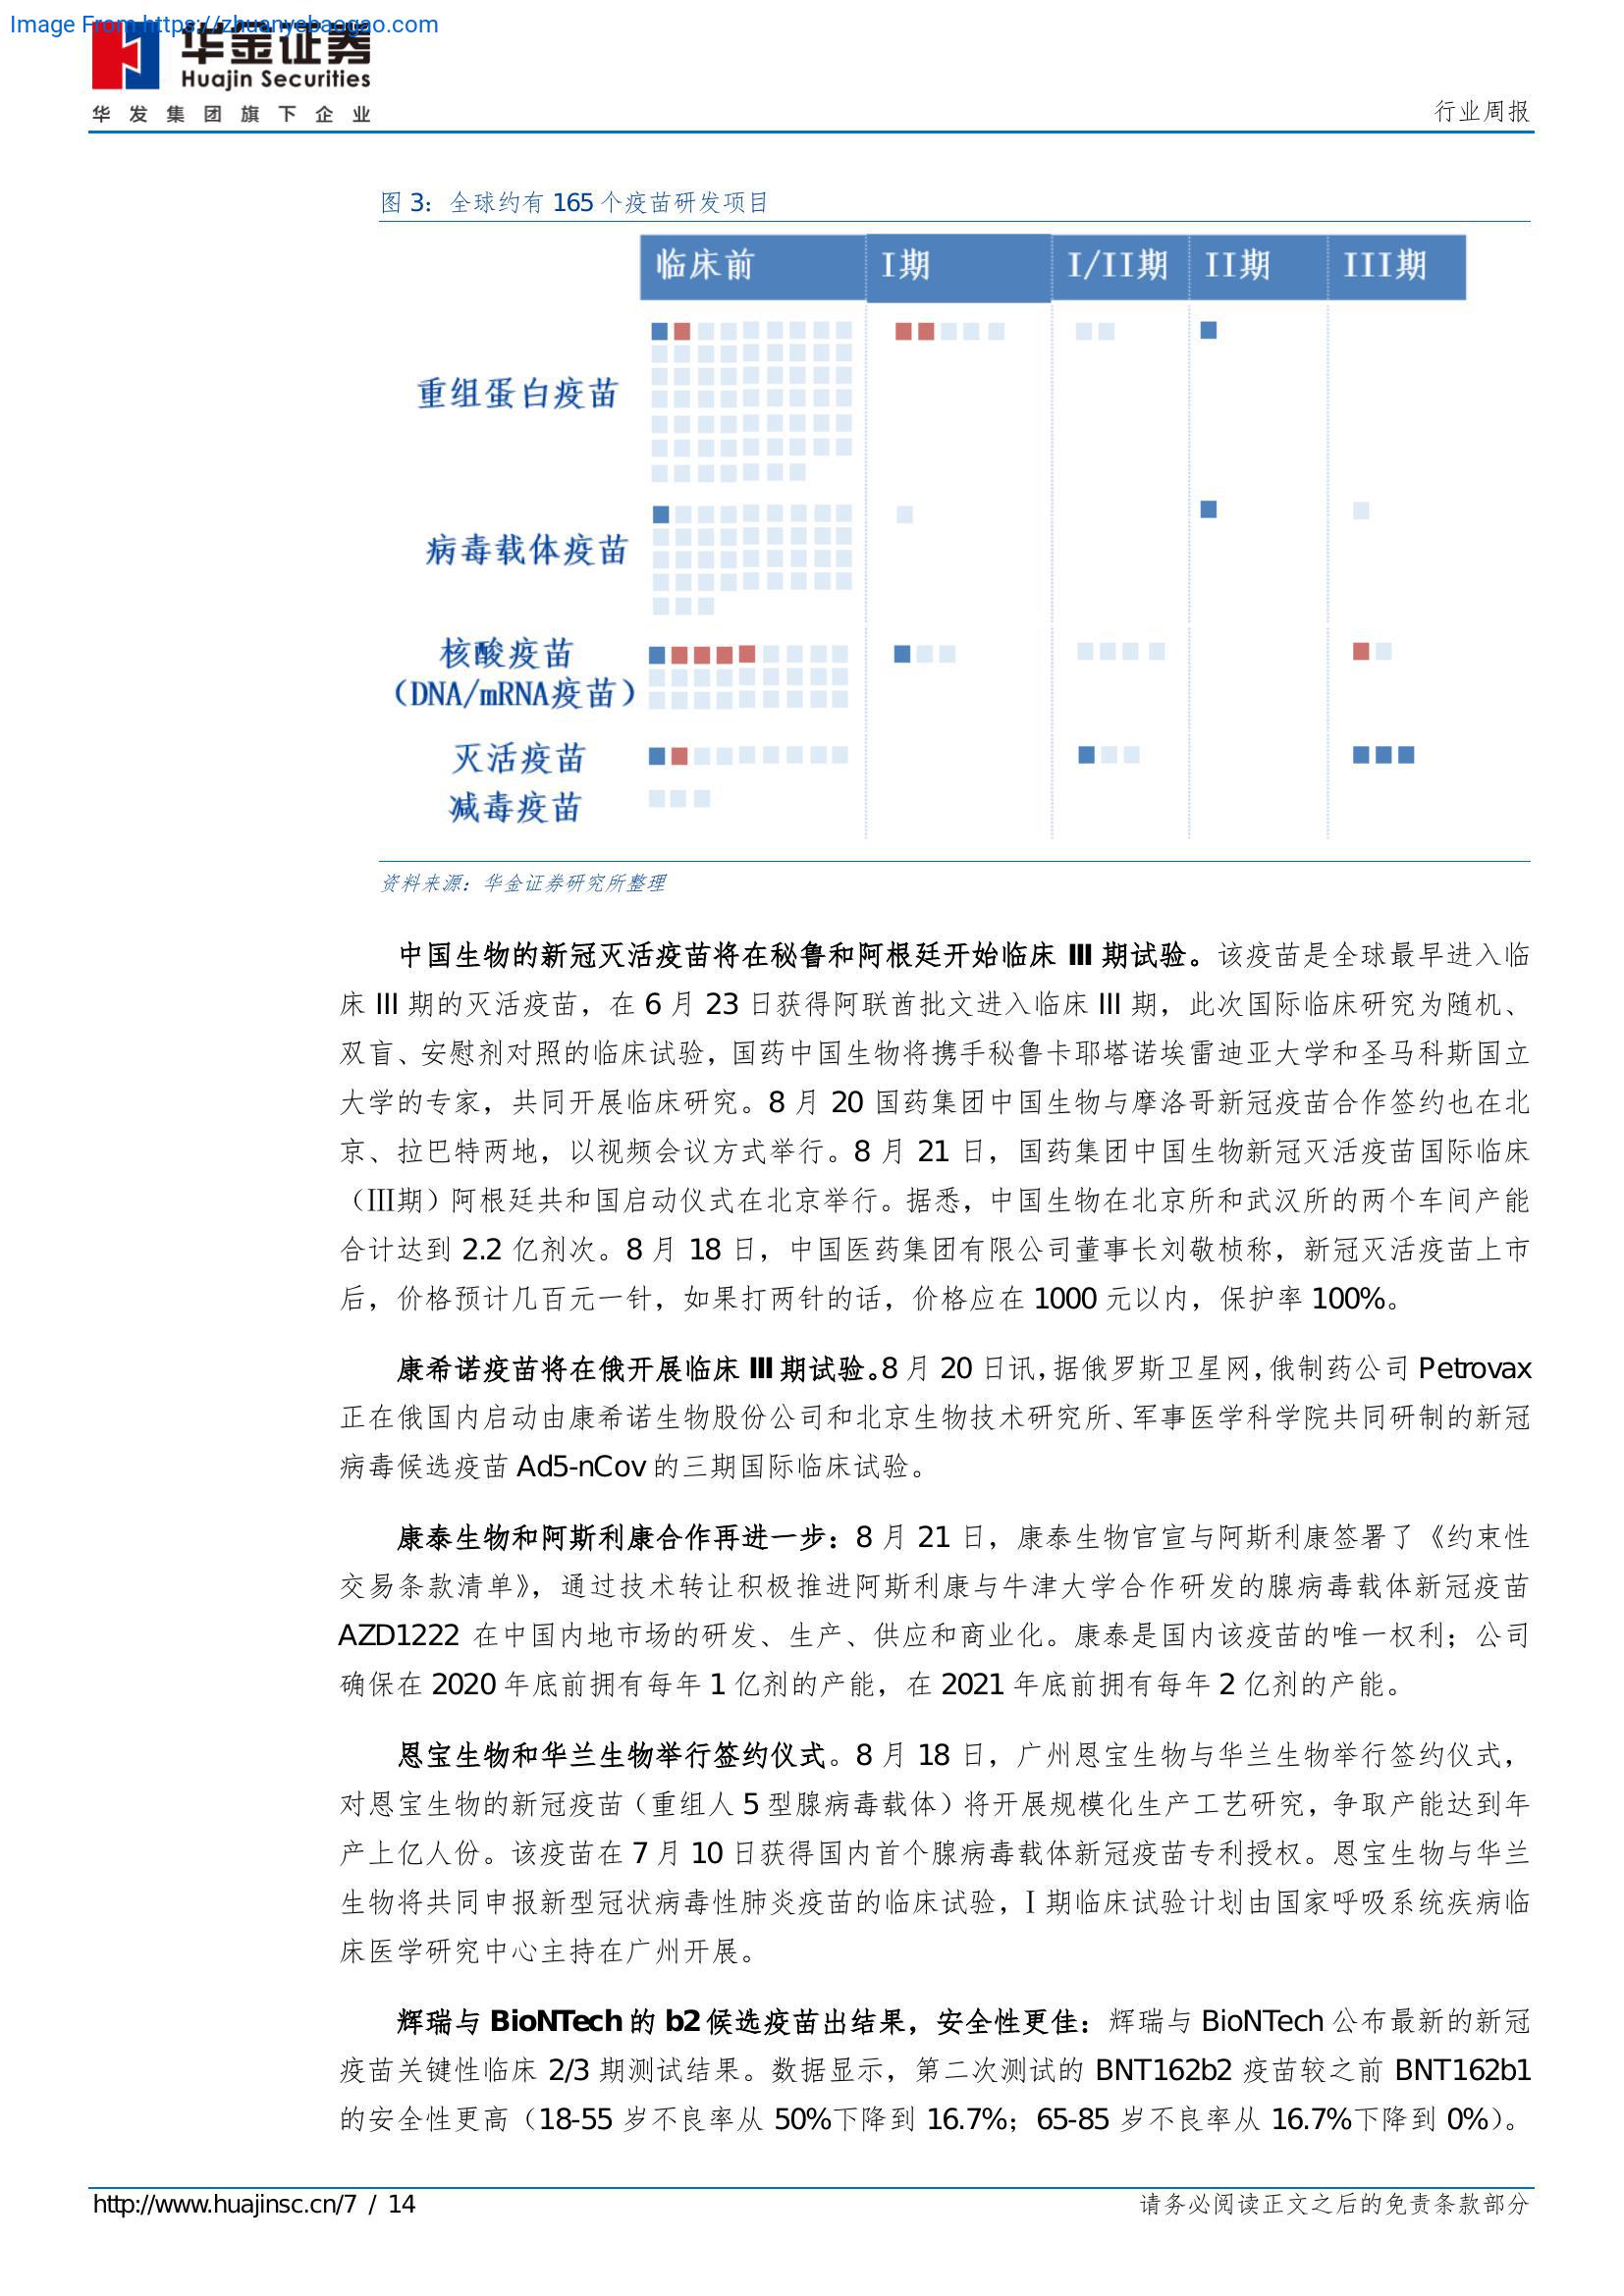 Image From https://zhuanyebaogao.com
华金证券
Huajin Securities
华发集团旗下企业
行业周报
图 3：全球约有 165 个疫苗研发项目
临床前 I期 I/II期 II期 III期
重组蛋白疫苗
病毒载体疫苗
核酸疫苗
（DNA/mRNA疫苗）
灭活疫苗
减毒疫苗
资料来源：华金证券研究所整理
中国生物的新冠灭活疫苗将在秘鲁和阿根廷开始临床 III 期试验。该疫苗是全球最早进入临
床 III 期的灭活疫苗，在 6 月 23 日获得阿联酋批文进入临床 III 期，此次国际临床研究为随机、
双盲、安慰剂对照的临床试验，国药中国生物将携手秘鲁卡耶塔诺埃雷迪亚大学和圣马科斯国立
大学的专家，共同开展临床研究。8 月 20 国药集团中国生物与摩洛哥新冠疫苗合作签约也在北
京、拉巴特两地，以视频会议方式举行。8 月 21 日，国药集团中国生物新冠灭活疫苗国际临床
（Ⅲ期）阿根廷共和国启动仪式在北京举行。据悉，中国生物在北京所和武汉所的两个车间产能
合计达到 2.2 亿剂次。8 月 18 日，中国医药集团有限公司董事长刘敬桢称，新冠灭活疫苗上市
后，价格预计几百元一针，如果打两针的话，价格应在 1000 元以内，保护率 100%。
康希诺疫苗将在俄开展临床 III 期试验。8 月 20 日讯，据俄罗斯卫星网，俄制药公司 Petrovax
正在俄国内启动由康希诺生物股份公司和北京生物技术研究所、军事医学科学院共同研制的新冠
病毒候选疫苗 Ad5-nCov 的三期国际临床试验。
康泰生物和阿斯利康合作再进一步：8 月 21 日，康泰生物官宣与阿斯利康签署了《约束性
交易条款清单》，通过技术转让积极推进阿斯利康与牛津大学合作研发的腺病毒载体新冠疫苗
AZD1222 在中国内地市场的研发、生产、供应和商业化。康泰是国内该疫苗的唯一权利；公司
确保在 2020 年底前拥有每年 1 亿剂的产能，在 2021 年底前拥有每年 2 亿剂的产能。
恩宝生物和华兰生物举行签约仪式。8 月 18 日，广州恩宝生物与华兰生物举行签约仪式，
对恩宝生物的新冠疫苗（重组人 5 型腺病毒载体）将开展规模化生产工艺研究，争取产能达到年
产上亿人份。该疫苗在 7 月 10 日获得国内首个腺病毒载体新冠疫苗专利授权。恩宝生物与华兰
生物将共同申报新型冠状病毒性肺炎疫苗的临床试验，Ⅰ 期临床试验计划由国家呼吸系统疾病临
床医学研究中心主持在广州开展。
辉瑞与 BioNTech 的 b2 候选疫苗出结果，安全性更佳：辉瑞与 BioNTech 公布最新的新冠
疫苗关键性临床 2/3 期测试结果。数据显示，第二次测试的 BNT162b2 疫苗较之前 BNT162b1
的安全性更高（18-55 岁不良率从 50%下降到 16.7%；65-85 岁不良率从 16.7%下降到 0%）。
http://www.huajinsc.cn/7 / 14
请务必阅读正文之后的免责条款部分